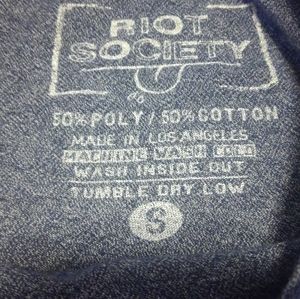 RIOT
SOCIETY
50% POLY / 50% COTTON
MADE IN LOS ANGELES
MACHINE WASH COLD
WASH INSIDE OUT
TUMBLE DRY LOW
S